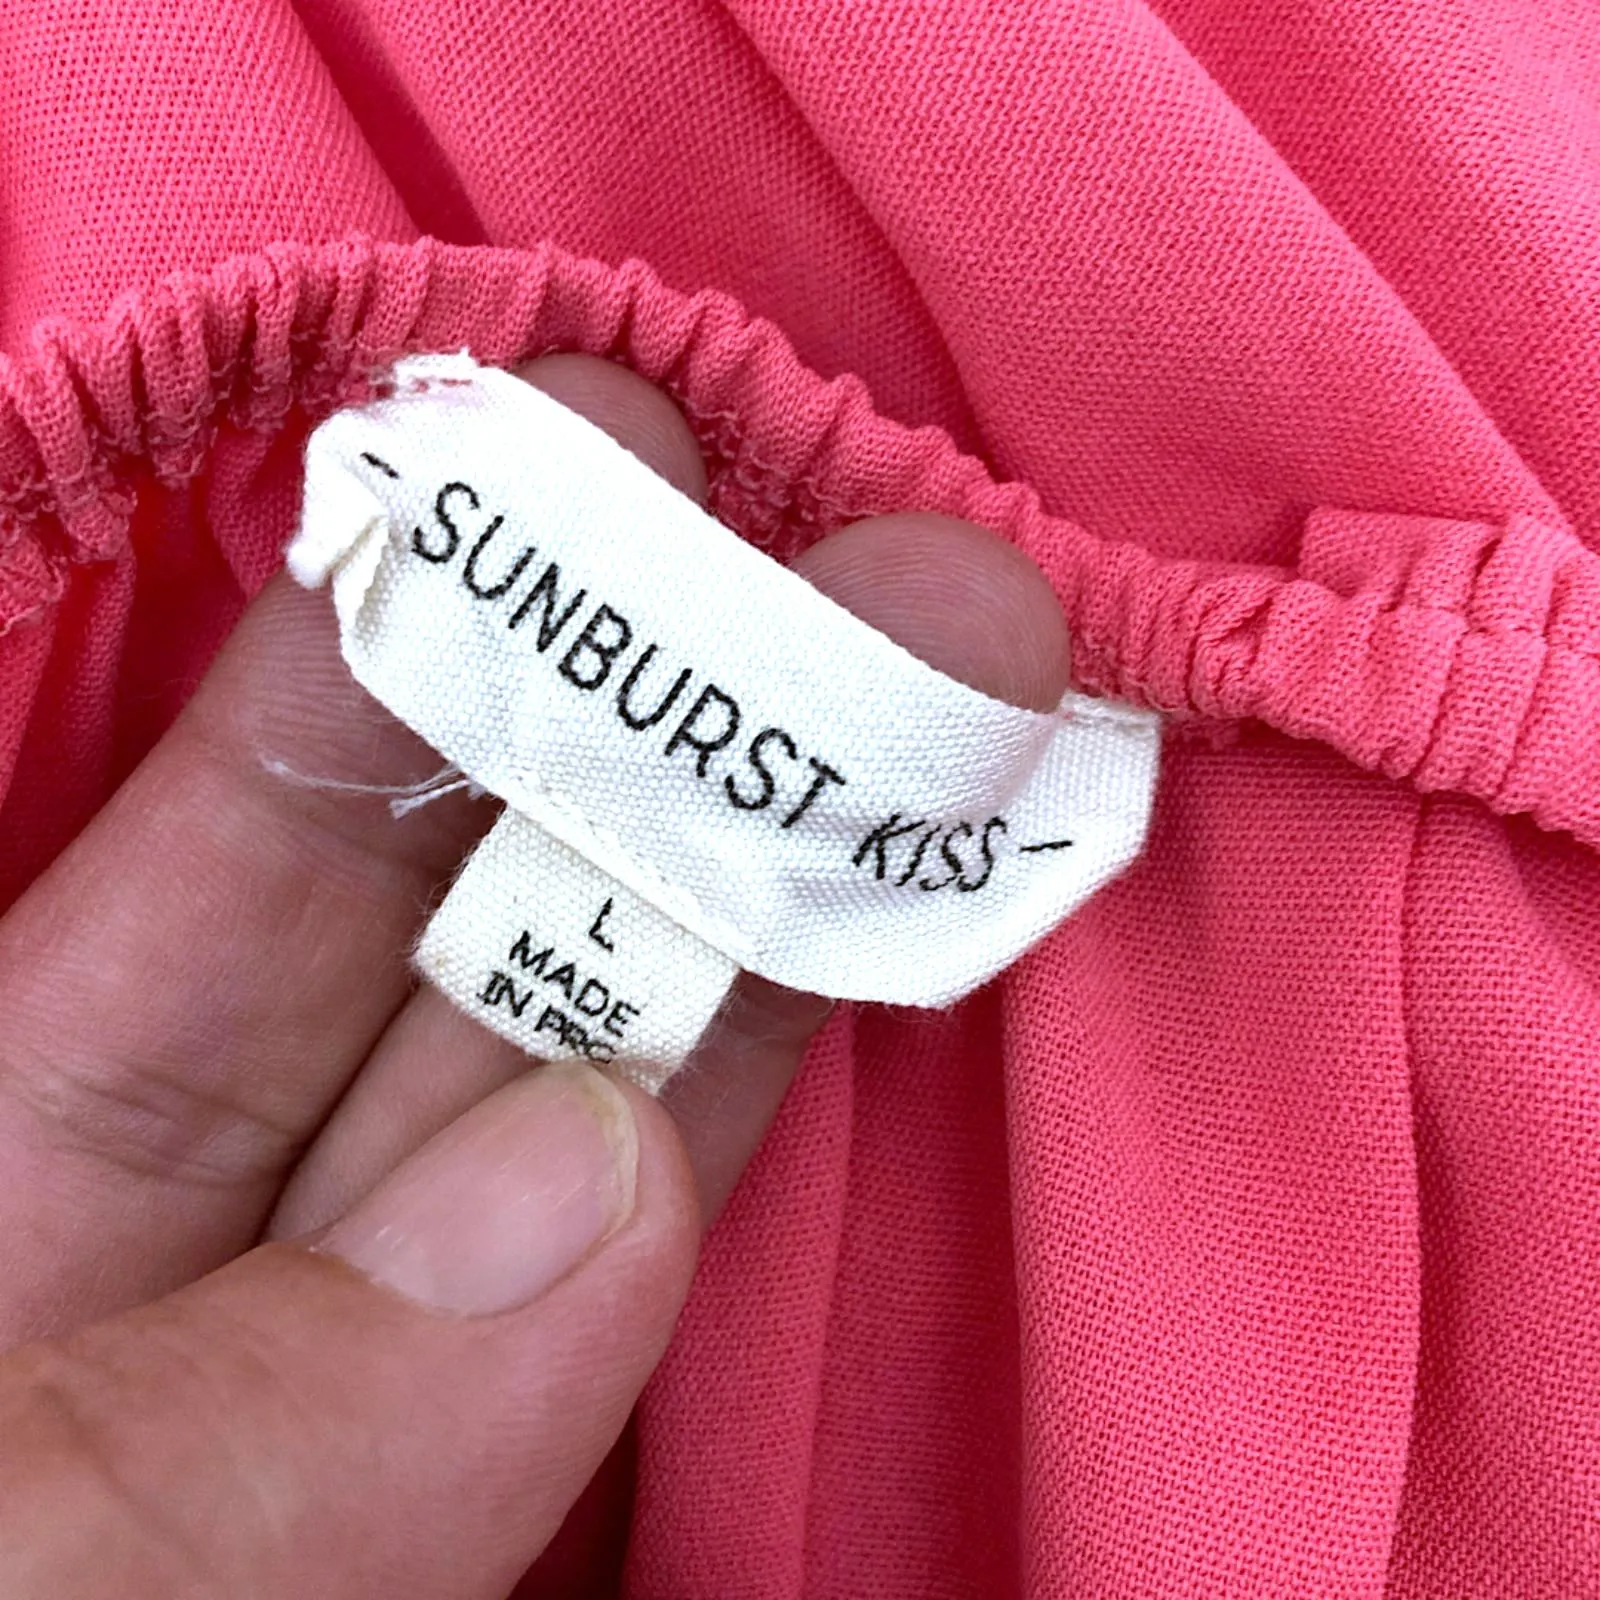 - SUNBURST KISS -
L
MADE
IN PRC